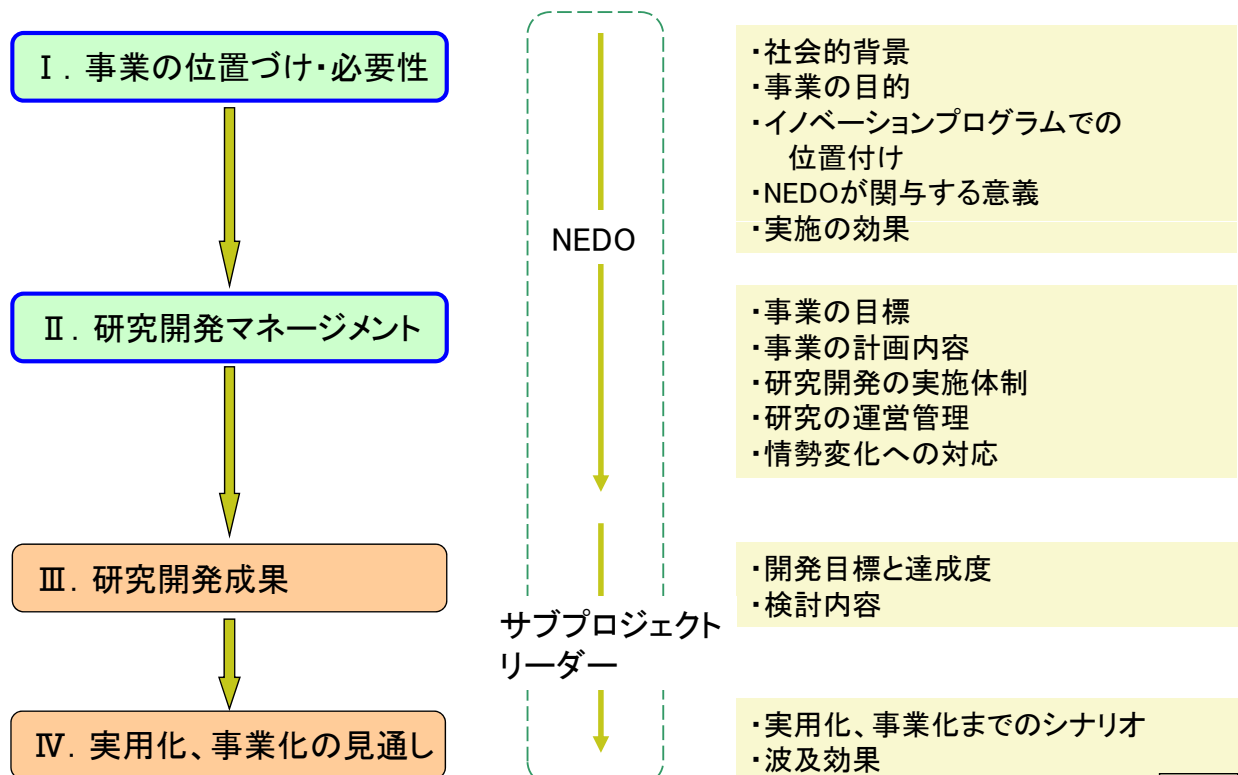 Ⅰ. 事業の位置づけ・必要性
・社会的背景
・事業の目的
・イノベーションプログラムでの
位置付け
・NEDOが関与する意義
・実施の効果
NEDO
Ⅱ. 研究開発マネージメント
・事業の目標
・事業の計画内容
・研究開発の実施体制
・研究の運営管理
・情勢変化への対応
Ⅲ. 研究開発成果
・開発目標と達成度
・検討内容
サブプロジェクト
リーダー
Ⅳ. 実用化、事業化の見通し
・実用化、事業化までのシナリオ
・波及効果